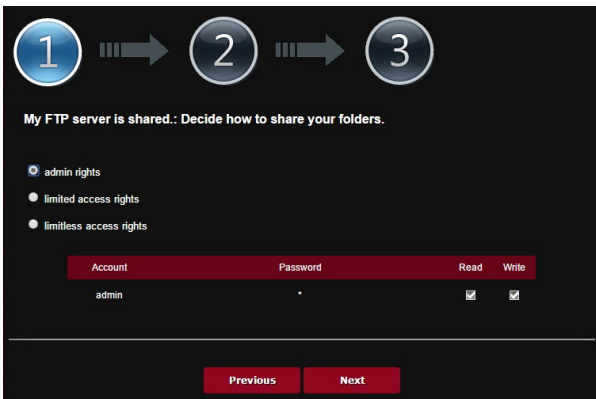 1 2 3
My FTP server is shared.: Decide how to share your folders.
admin rights
limited access rights
limitless access rights
Account Password Read Write
admin *
Previous Next